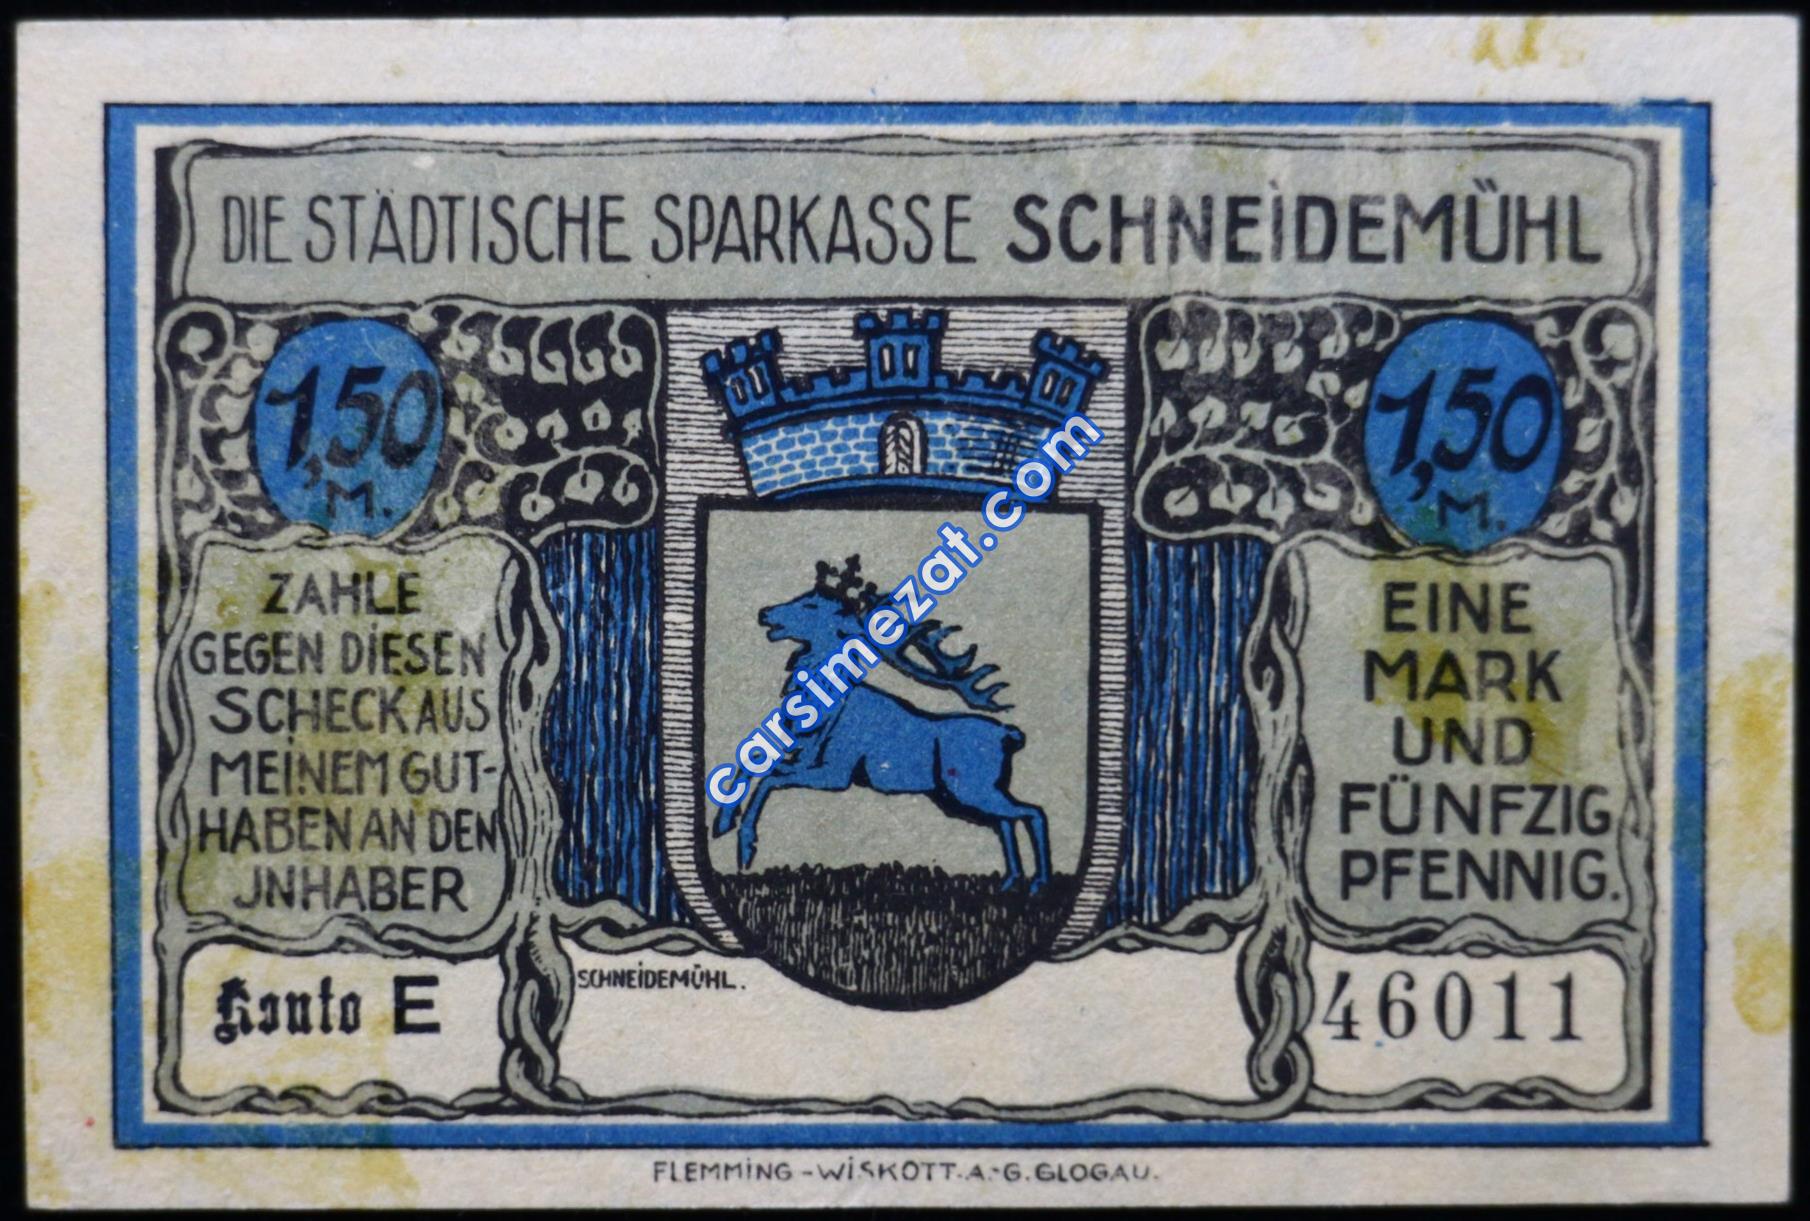 DIE STÄDTISCHE SPARKASSE SCHNEIDEMÜHL
1,50
M.
1,50
M.
ZAHLE
GEGEN DIESEN
SCHECK AUS
MEINEM GUT-
HABEN AN DEN
JNHABER
EINE
MARK
UND
FÜNFZIG
PFENNIG.
Konto E
SCHNEIDEMÜHL.
46011
FLEMMING-WISKOTT.A.-G.GLOGAU.
carsimezat.com